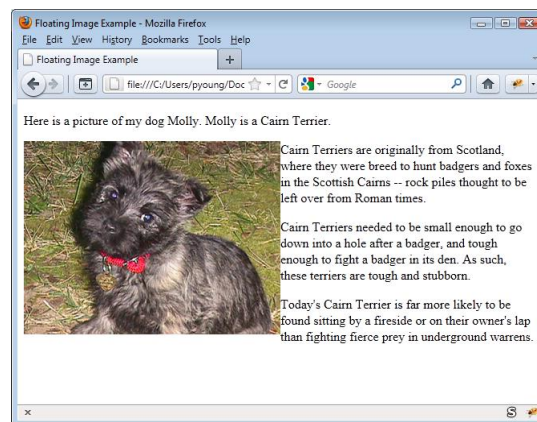 Floating Image Example - Mozilla Firefox
File Edit View History Bookmarks Tools Help
Floating Image Example
file:///C:/Users/pyoung/Doc
Google
Here is a picture of my dog Molly. Molly is a Cairn Terrier.
Cairn Terriers are originally from Scotland,
where they were breed to hunt badgers and foxes
in the Scottish Cairns -- rock piles thought to be
left over from Roman times.
Cairn Terriers needed to be small enough to go
down into a hole after a badger, and tough
enough to fight a badger in its den. As such,
these terriers are tough and stubborn.
Today's Cairn Terrier is far more likely to be
found sitting by a fireside or on their owner's lap
than fighting fierce prey in underground warrens.